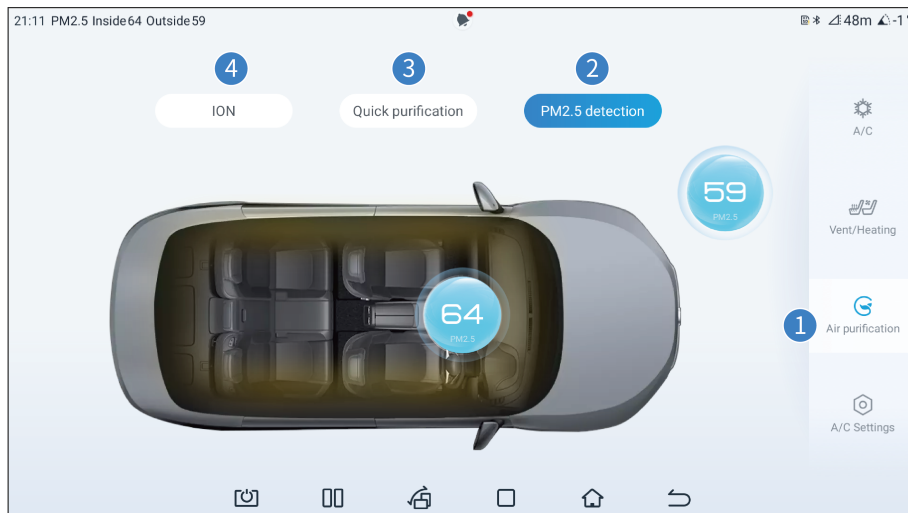 21:11 PM2.5 Inside64 Outside59
48m -1°
4 3 2
ION Quick purification PM2.5 detection
A/C
59
PM2.5
Vent/Heating
64
PM2.5
1
Air purification
A/C Settings